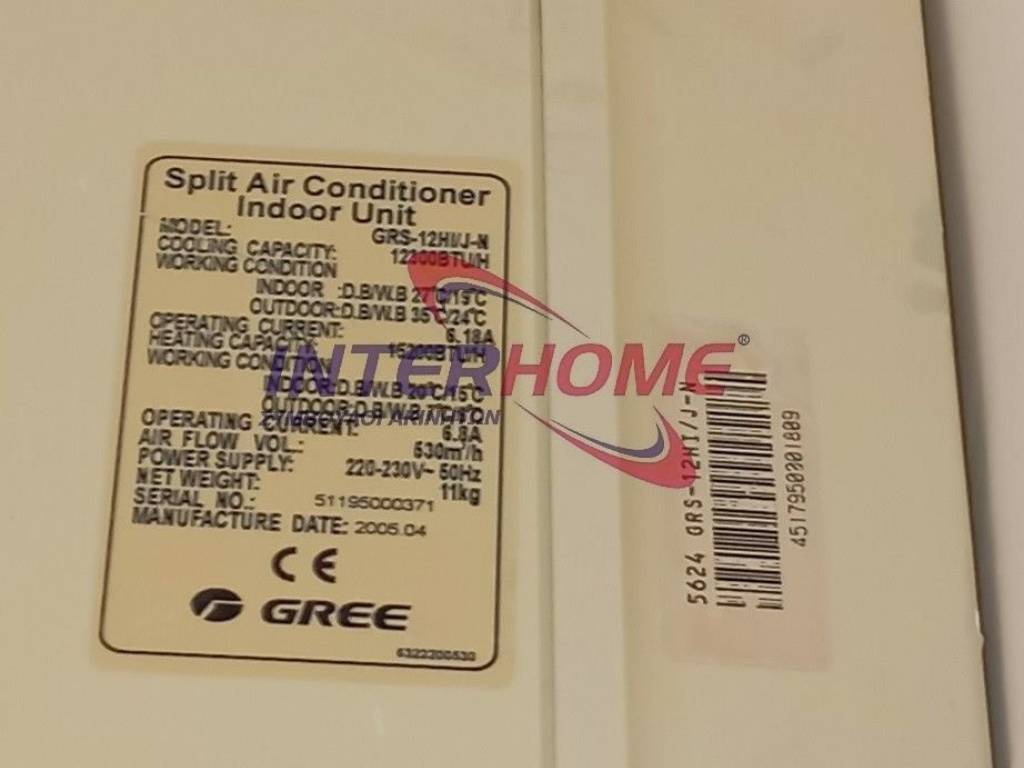 Split Air Conditioner
Indoor Unit
MODEL: GRS-12HI/J-N
COOLING CAPACITY: 12300BTU/H
WORKING CONDITION
INDOOR :D.B/W.B 27℃/19℃
OUTDOOR:D.B/W.B 35℃/24℃
OPERATING CURRENT: 6.18A
HEATING CAPACITY:
WORKING CONDITION
INDOOR:D.B/W.B 20℃/15℃
OUTDOOR:D.B/W.B
OPERATING CURRENT: 6.8A
AIR FLOW VOL.: 530m³/h
POWER SUPPLY: 220-230V~ 50Hz
NET WEIGHT: 11kg
SERIAL NO.: 51195000371
MANUFACTURE DATE: 2005.04
CE
GREE
6322200530
INTERHOME®
5624 GRS-12HI/J-N
4517950001809